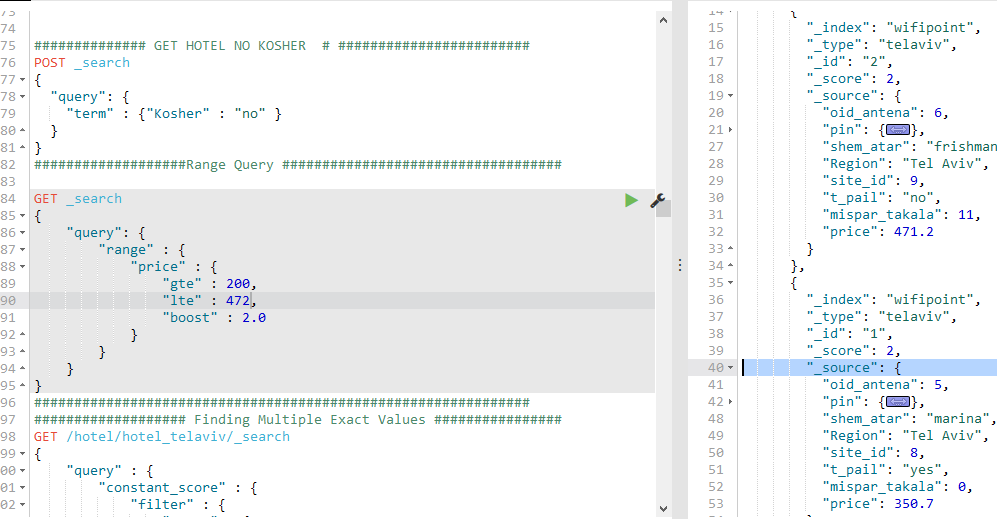 73
74
75 ############## GET HOTEL NO KOSHER # ########################
76 POST _search
77 {
78 "query": {
79 "term" : {"Kosher" : "no" }
80 }
81 }
82 ###################Range Query ###################################
83
84 GET _search
85 {
86 "query": {
87 "range" : {
88 "price" : {
89 "gte" : 200,
90 "lte" : 472,
91 "boost" : 2.0
92 }
93 }
94 }
95 }
96 ##############################################################
97 ################### Finding Multiple Exact Values ################
98 GET /hotel/hotel_telaviv/_search
99 {
00 "query" : {
01 "constant_score" : {
02 "filter" : {
14 {
15 "_index": "wifipoint",
16 "_type": "telaviv",
17 "_id": "2",
18 "_score": 2,
19 "_source": {
20 "oid_antena": 6,
21 "pin": {},
27 "shem_atar": "frishman
28 "Region": "Tel Aviv",
29 "site_id": 9,
30 "t_pail": "no",
31 "mispar_takala": 11,
32 "price": 471.2
33 }
34 },
35 {
36 "_index": "wifipoint",
37 "_type": "telaviv",
38 "_id": "1",
39 "_score": 2,
40 "_source": {
41 "oid_antena": 5,
42 "pin": {},
48 "shem_atar": "marina",
49 "Region": "Tel Aviv",
50 "site_id": 8,
51 "t_pail": "yes",
52 "mispar_takala": 0,
53 "price": 350.7